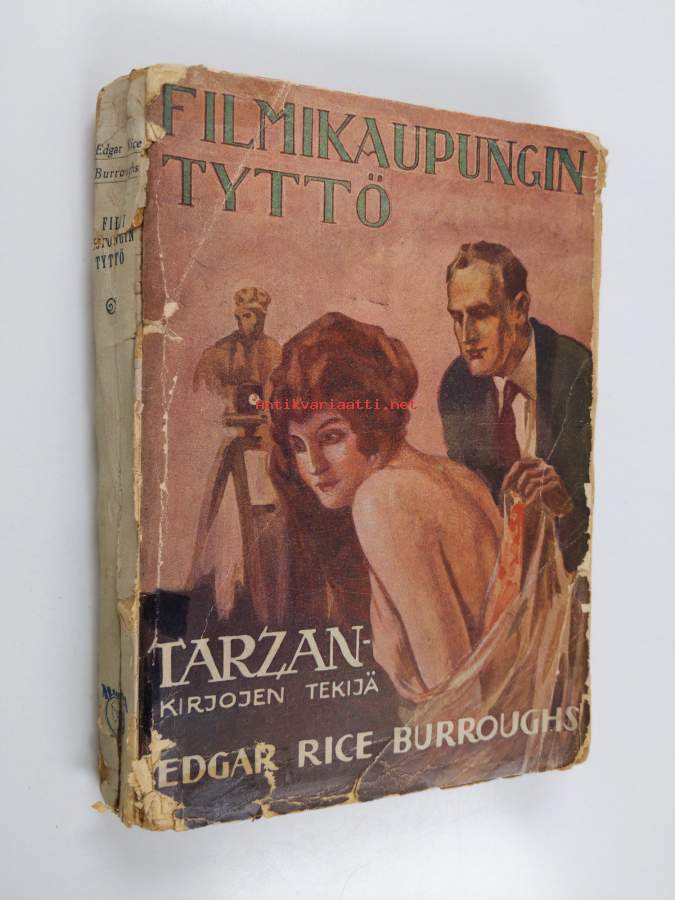 FILMIKAUPUNGIN
TYTTÖ
TARZAN-
KIRJOJEN TEKIJÄ
EDGAR RICE BURROUGHS
Edgar Rice
Burroughs
TYTTÖ
Antikvariaatti.net